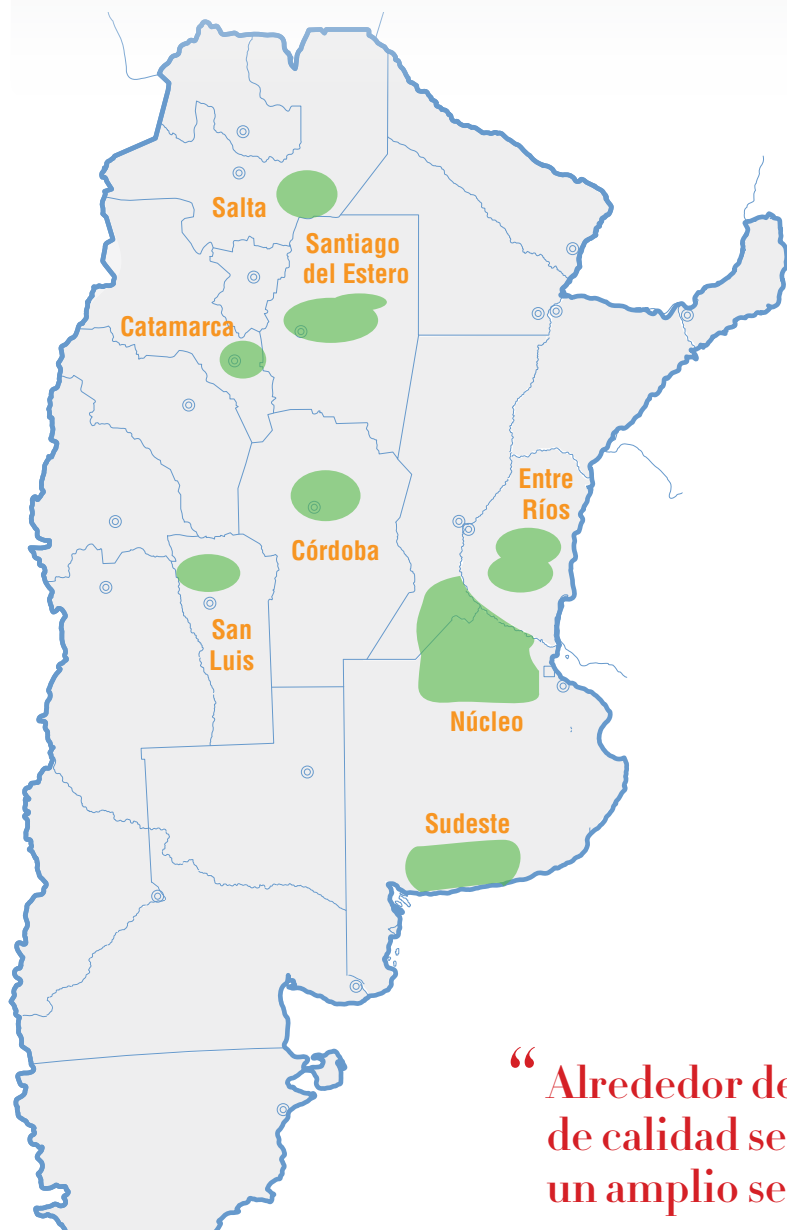 Salta
Santiago
del Estero
Catamarca
Entre
Ríos
Córdoba
San
Luis
Núcleo
Sudeste
“ Alrededor de
de calidad se
un amplio se